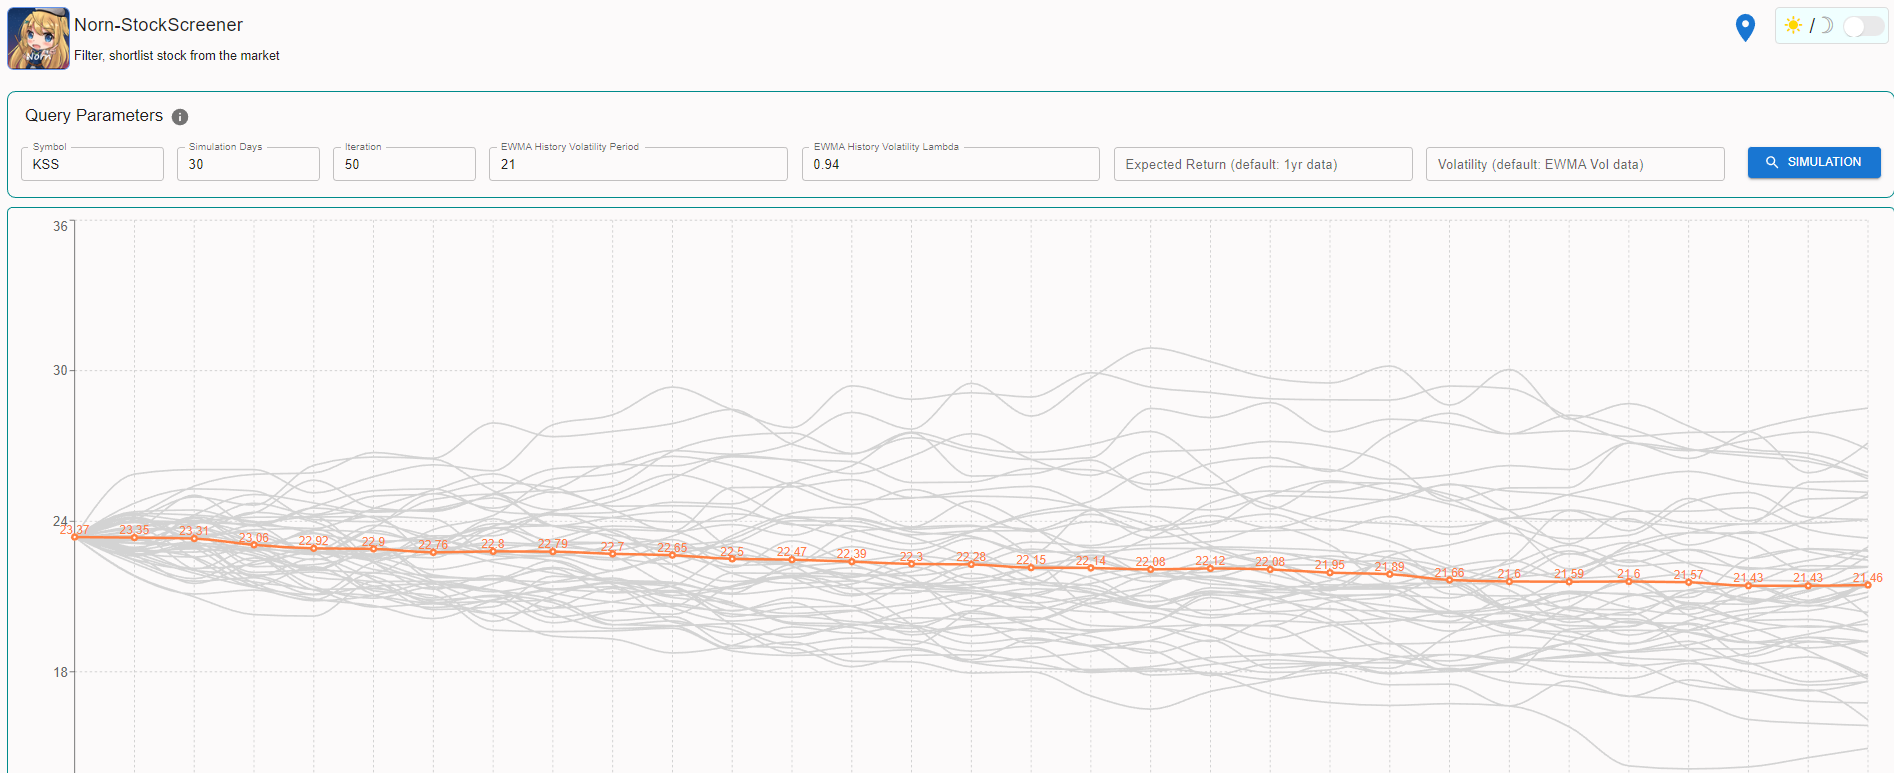 Norn-StockScreener
Filter, shortlist stock from the market
Norn
/
Query Parameters
Symbol
KSS
Simulation Days
30
Iteration
50
EWMA History Volatility Period
21
EWMA History Volatility Lambda
0.94
Expected Return (default: 1yr data)
Volatility (default: EWMA Vol data)
SIMULATION
36
30
24
18
23.37 23.35 23.31 23.06 22.92 22.9 22.76 22.8 22.79 22.7 22.65 22.5 22.47 22.39 22.3 22.28 22.15 22.14 22.08 22.12 22.08 21.95 21.89 21.66 21.6 21.59 21.6 21.57 21.43 21.43 21.46